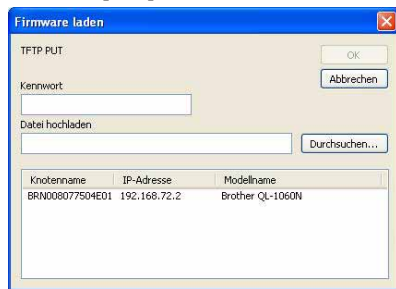 Firmware laden
TFTP PUT
OK
Abbrechen
Kennwort
Datei hochladen
Durchsuchen...
Knotenname IP-Adresse Modellname
BRN008077504E01 192.168.72.2 Brother QL-1060N